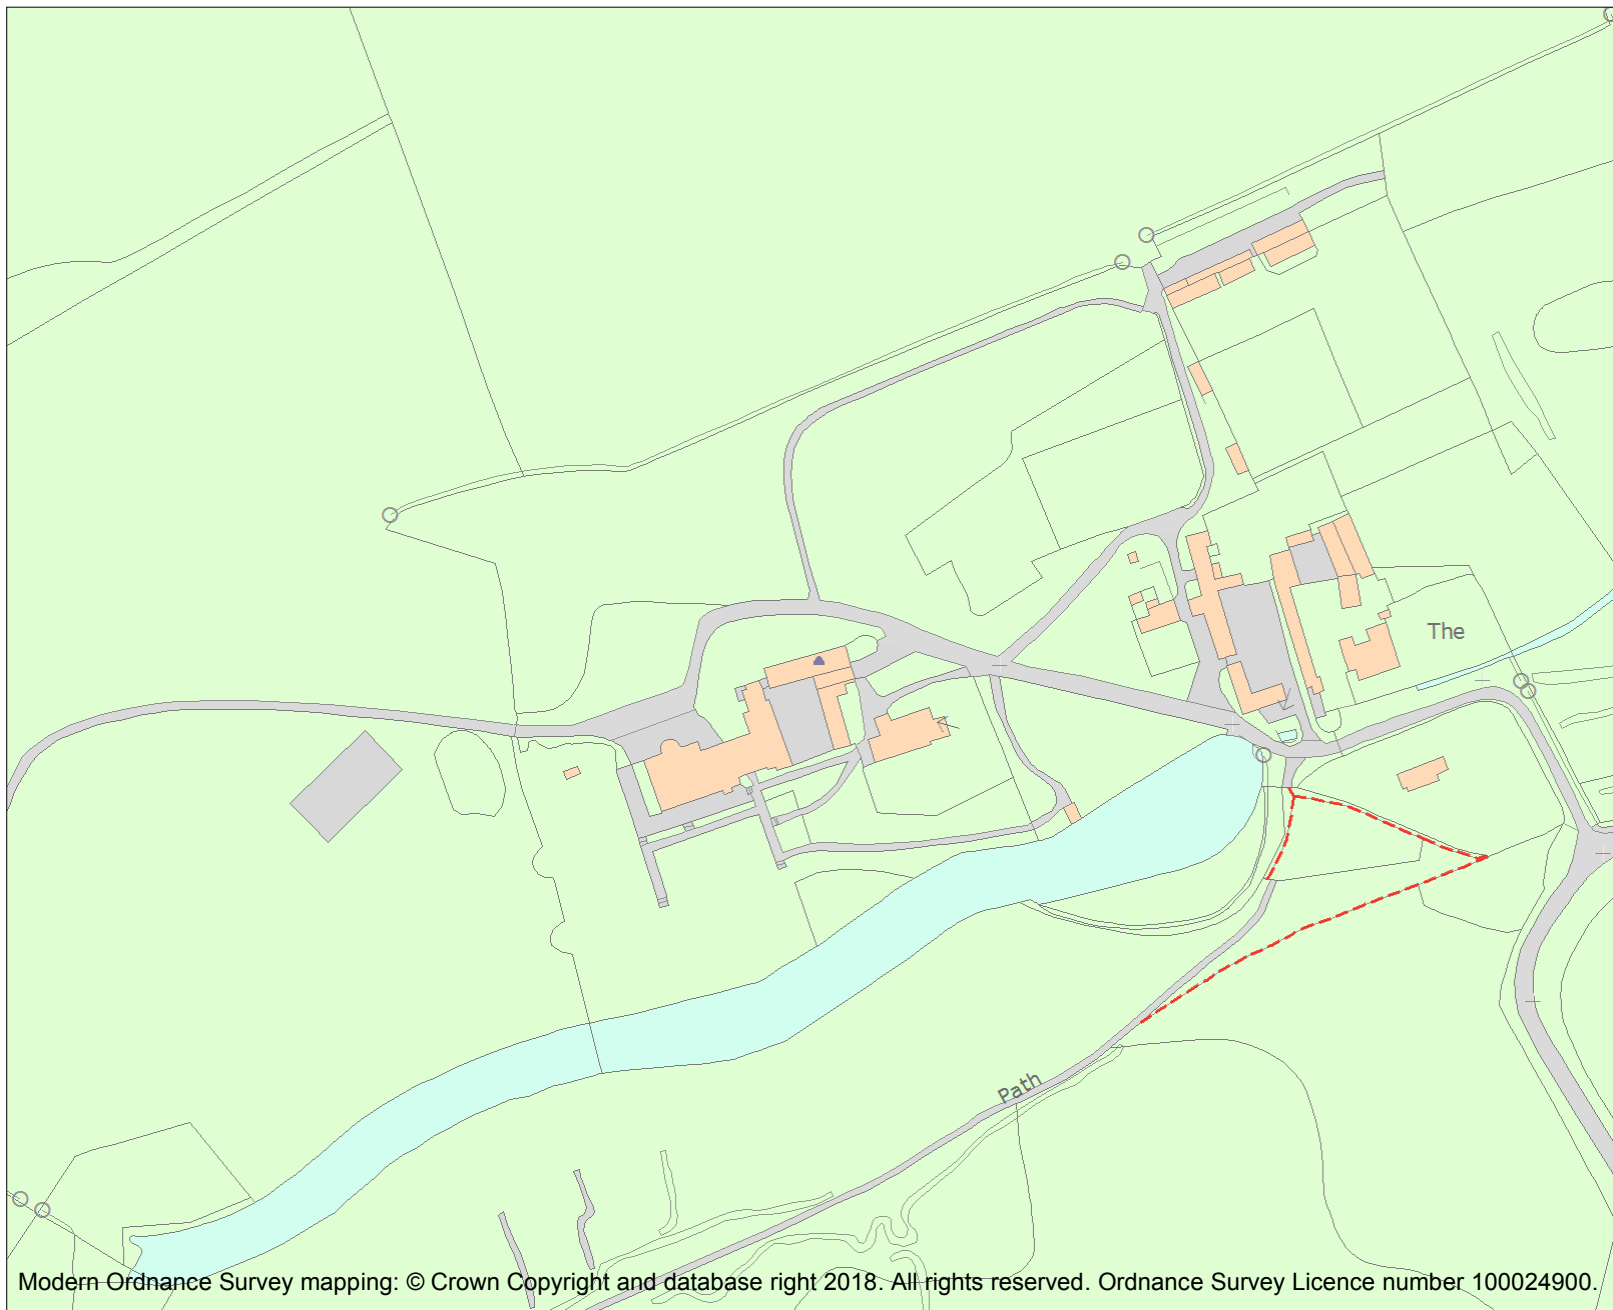 The
Path
Modern Ordnance Survey mapping: © Crown Copyright and database right 2018. All rights reserved. Ordnance Survey Licence number 100024900.